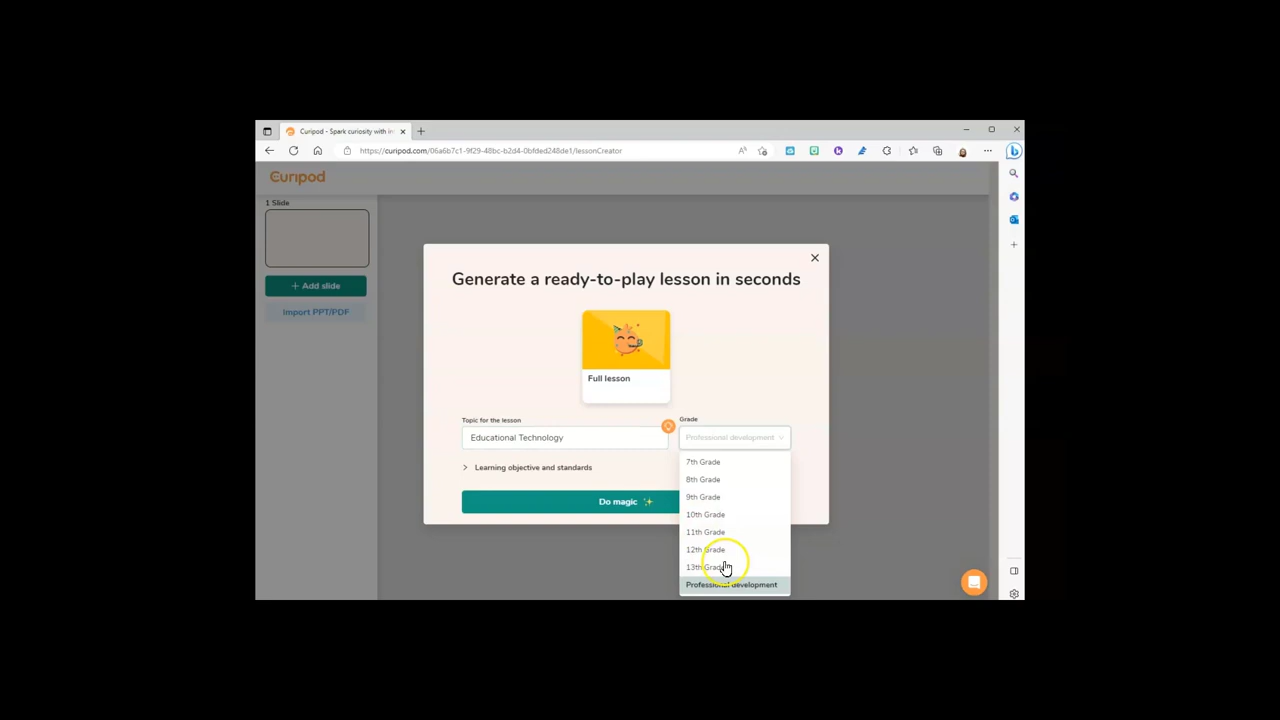 Curipod - Spark curiosity with in
https://curipod.com/06a6b7c1-9f29-48bc-b2d4-0bfded248de1/lessonCreator
Curipod
1 Slide
+ Add slide
Import PPT/PDF
Generate a ready-to-play lesson in seconds
Full lesson
Topic for the lesson
Grade
Educational Technology
Professional development
Learning objective and standards
Do magic
7th Grade
8th Grade
9th Grade
10th Grade
11th Grade
12th Grade
13th Grade
Professional development